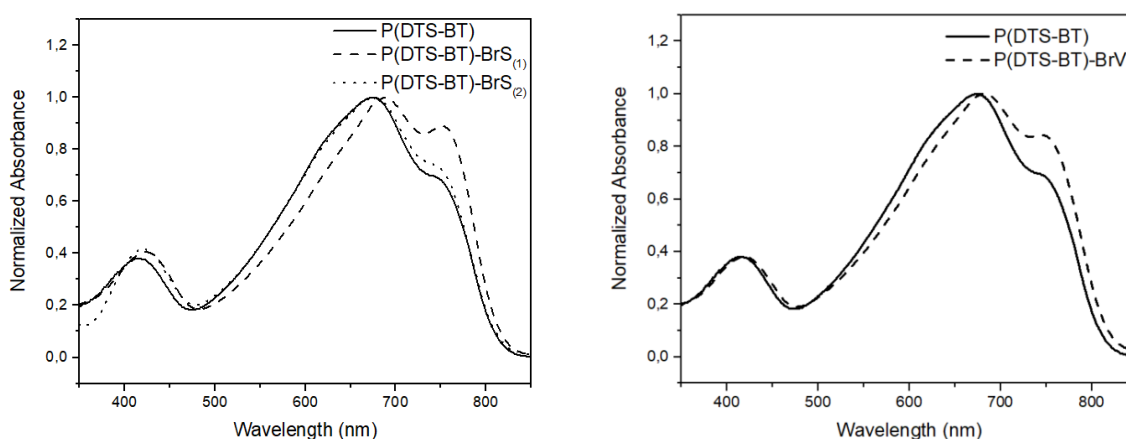 P(DTS-BT)
P(DTS-BT)-BrS(1)
P(DTS-BT)-BrS(2)
1,2
1,0
0,8
0,6
0,4
0,2
0,0
Normalized Absorbance
400 500 600 700 800
Wavelength (nm)
P(DTS-BT)
P(DTS-BT)-BrV
1,2
1,0
0,8
0,6
0,4
0,2
0,0
Normalized Absorbance
400 500 600 700 800
Wavelength (nm)